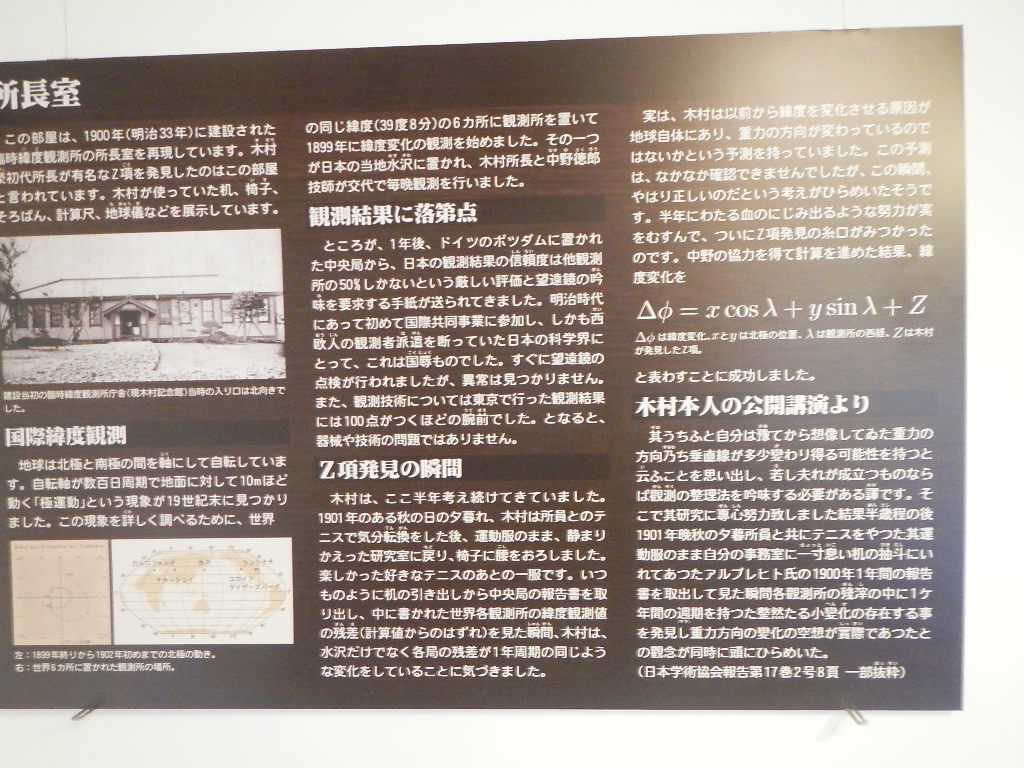 所長室
この部屋は、1900年(明治33年)に建設された
臨時緯度観測所の所長室を再現しています。木村
榮初代所長が有名なZ項を発見したのはこの部屋
と言われています。木村が使っていた机、椅子、
そろばん、計算尺、地球儀などを展示しています。
建設当初の臨時緯度観測所庁舎(現木村記念館)当時の入り口は北向きで
した。
国際緯度観測
地球は北極と南極の間を軸にして自転していま
す。自転軸が数百日周期で地面に対して10mほど
動く「極運動」という現象が19世紀末に見つかり
ました。この現象を詳しく調べるために、世界
左：1899年終りから1902年初めまでの北極の動き。
右：世界6カ所に置かれた観測所の場所。
の同じ緯度(39度8分)の6カ所に観測所を置いて
1899年に緯度変化の観測を始めました。その一つ
が日本の当地水沢に置かれ、木村所長と中野徳郎
技師が交代で毎晩観測を行いました。
観測結果に落第点
ところが、1年後、ドイツのポツダムに置かれ
た中央局から、日本の観測結果の信頼度は他観測
所の50%しかないという厳しい評価と望遠鏡の吟
味を要求する手紙が送られてきました。明治時代
にあって初めて国際共同事業に参加し、しかも西
欧人の観測者派遣を断っていた日本の科学界に
とって、これは国辱ものでした。すぐに望遠鏡の
点検が行われましたが、異常は見つかりません。
また、観測技術については東京で行った観測結果
には100点がつくほどの腕前でした。となると、
器械や技術の問題ではありません。
Z項発見の瞬間
木村は、ここ半年考え続けてきていました。
1901年のある秋の日の夕暮れ、木村は所員とのテ
ニスで気分転換をした後、運動服のまま、静まり
かえった研究室に戻り、椅子に腰をおろしました。
楽しかった好きなテニスのあとの一服です。いつ
ものように机の引き出しから中央局の報告書を取
り出し、中に書かれた世界各観測所の緯度観測値
の残差(計算値からのはずれ)を見た瞬間、木村は、
水沢だけでなく各局の残差が1年周期の同じよう
な変化をしていることに気づきました。
実は、木村は以前から緯度を変化させる原因が
地球自体にあり、重力の方向が変わっているので
はないかという予測を持っていました。この予測
は、なかなか確認できませんでしたが、この瞬間、
やはり正しいのだという考えがひらめいたそうで
す。半年にわたる血のにじみ出るような努力が実
をむすんで、ついにZ項発見の糸口がみつかった
のです。中野の協力を得て計算を進めた結果、緯
度変化を
Δφ = x cos λ + y sin λ + Z
Δφは緯度変化、xとyは北極の位置、λは観測所の西経、Zは木村
が発見したZ項。
と表わすことに成功しました。
木村本人の公開講演より
其うちふと自分は豫てから想像してゐた重力の
方向乃ち垂直線が多少變わり得る可能性を持つと
云ふことを思い出し、若し夫れが成立つものなら
ば觀測の整理法を吟味する必要がある譯です。そ
こで其研究に專心努力致しました結果半歳程の後
1901年晩秋の夕暮所員と共にテニスをやつた其運
動服のまま自分の事務室に一寸息い机の抽斗にい
れてあつたアルブレヒト氏の1900年1年間の報告
書を取出して見た瞬間各觀測所の殘滓の中に1ケ
年間の週期を持つた整然たる小變化の存在する事
を発見し重力方向の變化の空想が實際であつたと
の觀念が同時に頭にひらめいた。
(日本学術協會報告第17巻2号8頁 一部抜粋)